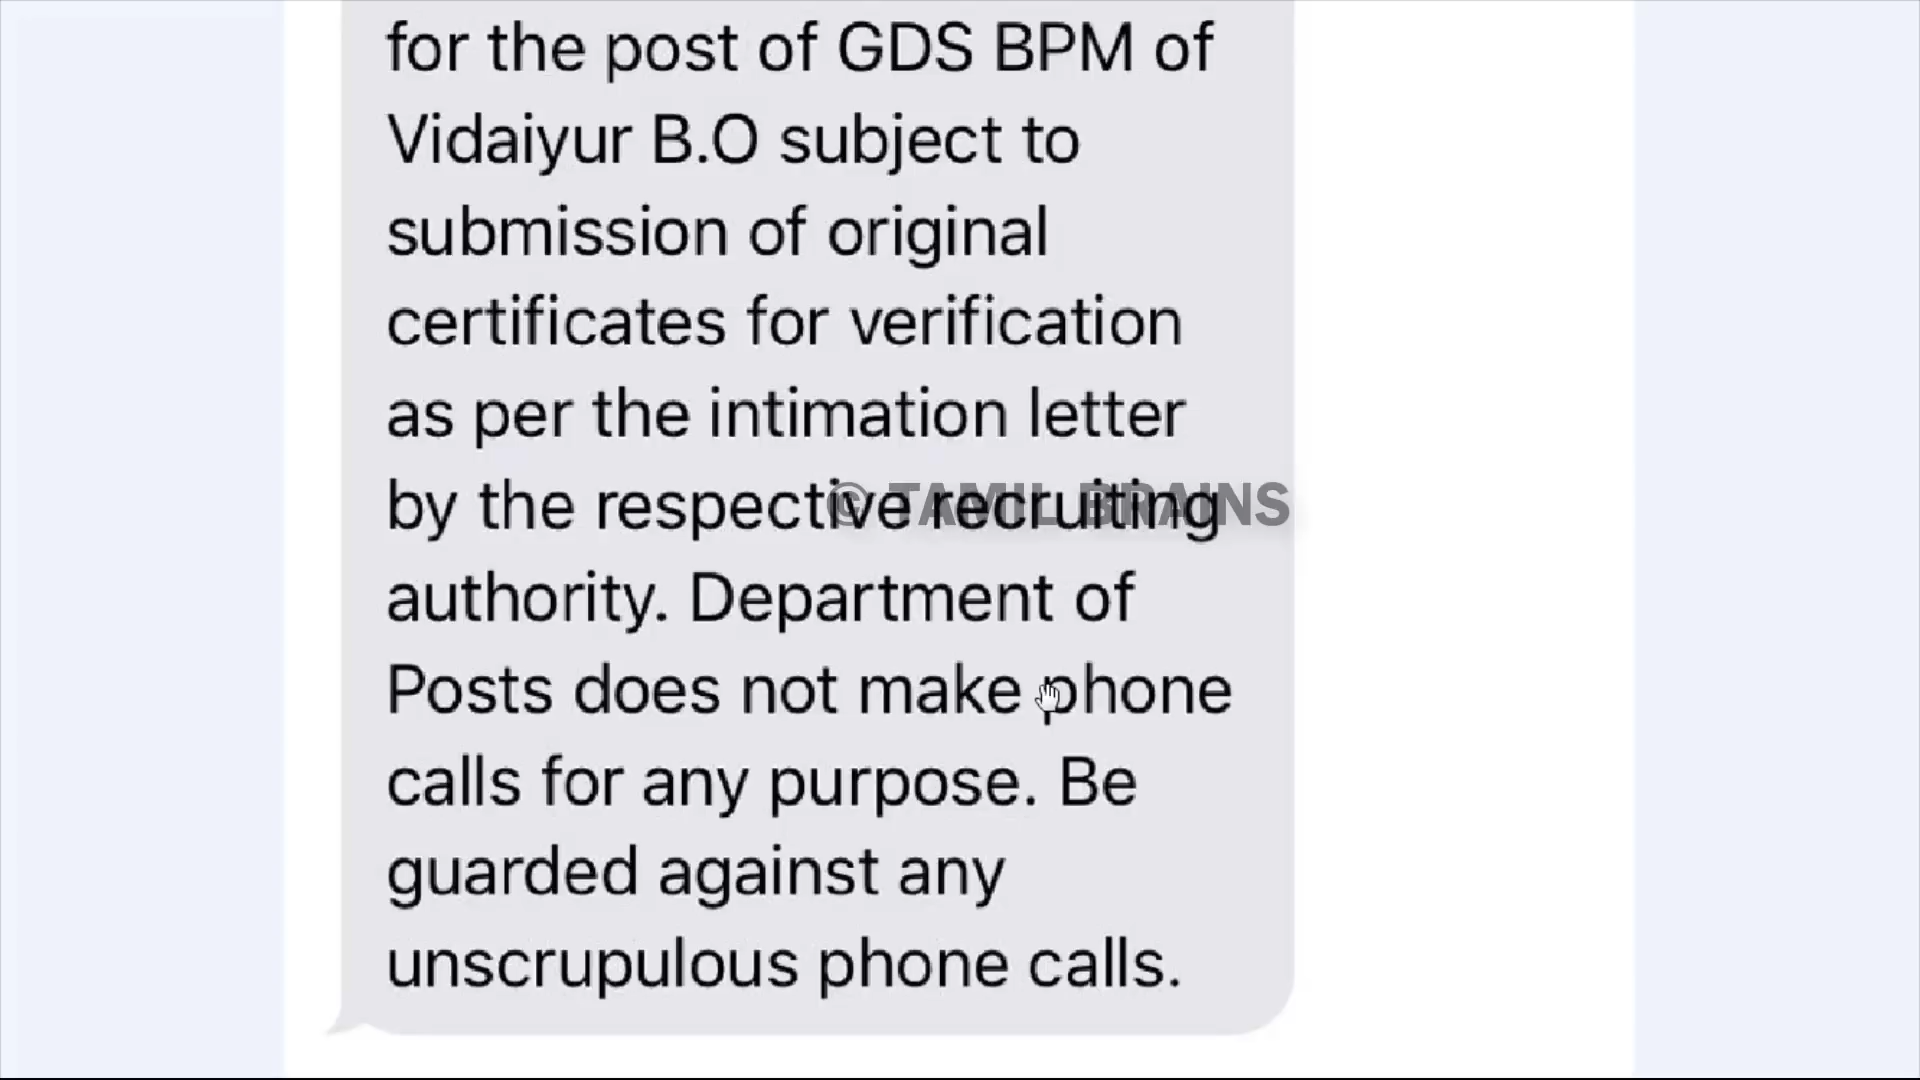 for the post of GDS BPM of
Vidaiyur B.O subject to
submission of original
certificates for verification
as per the intimation letter
by the respective recruiting
© TAMIL BRAINS
authority. Department of
Posts does not make phone
calls for any purpose. Be
guarded against any
unscrupulous phone calls.